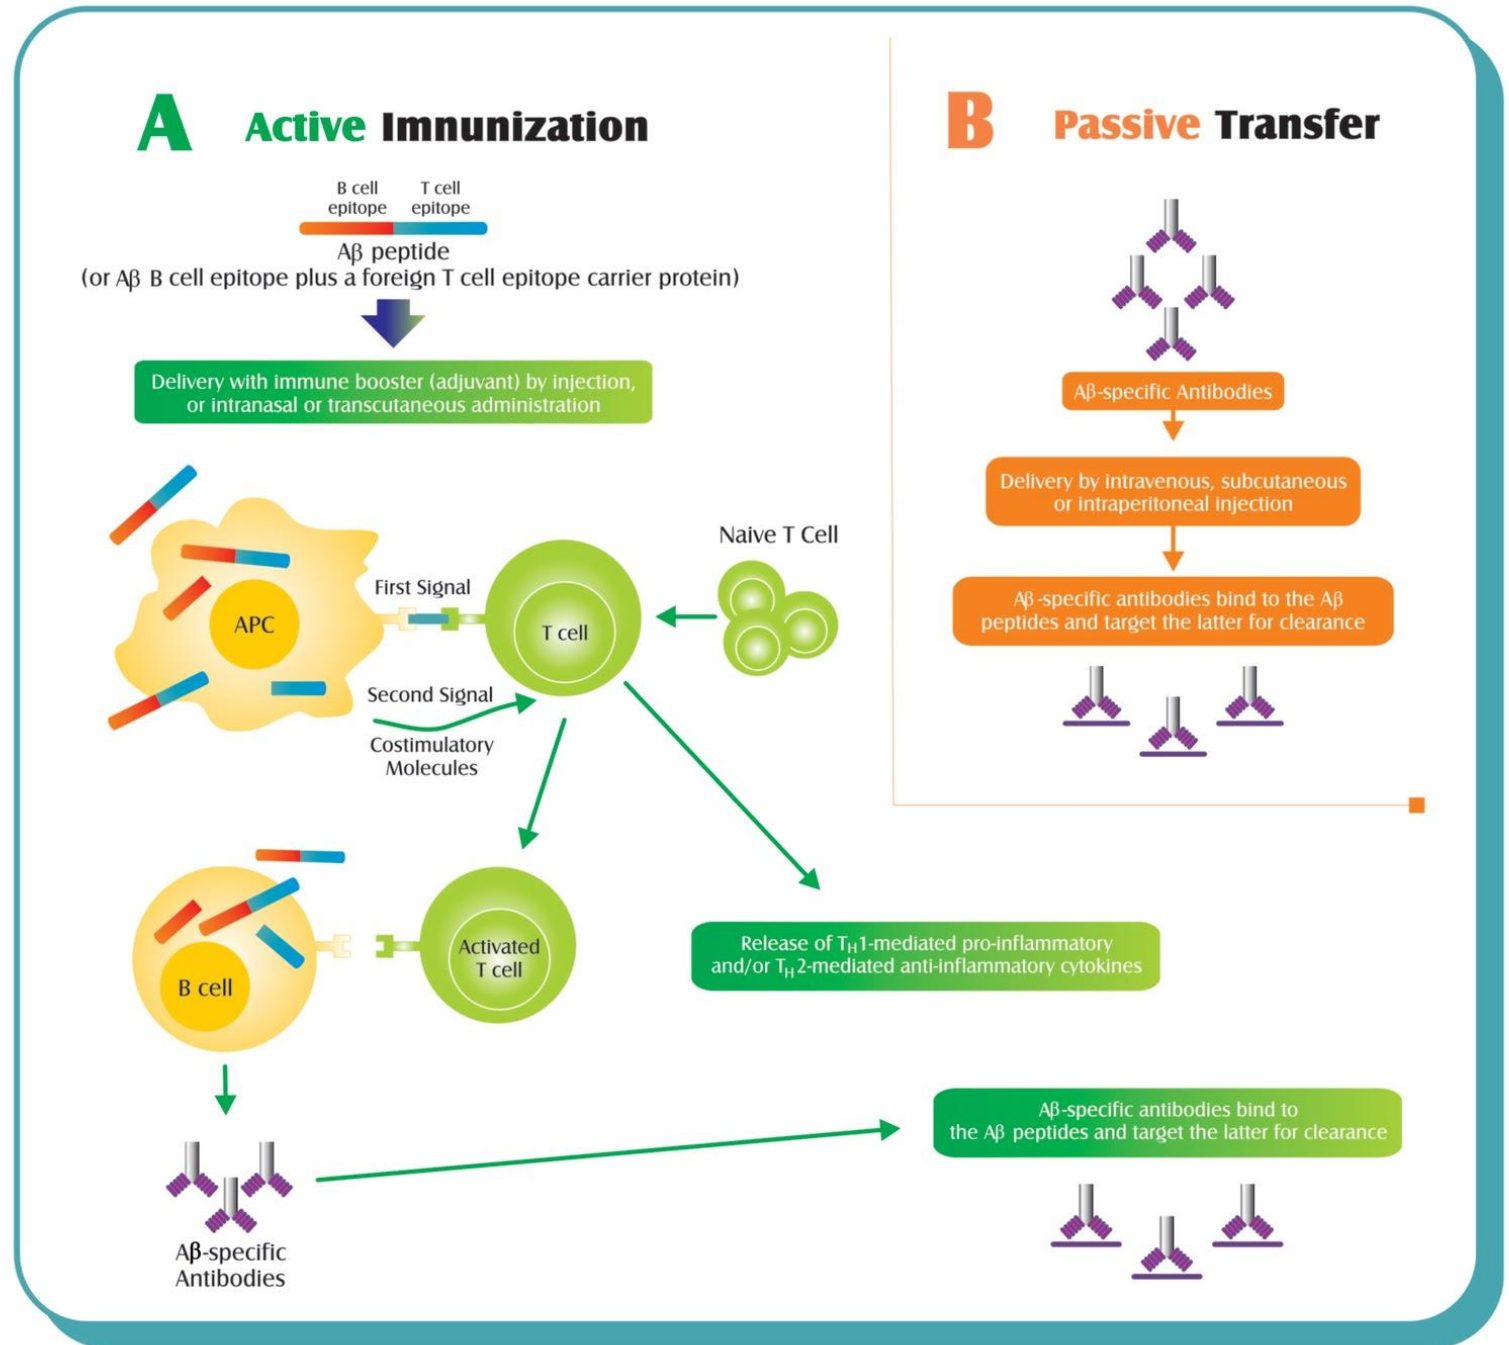 A Active Imnunization
B cell epitope
T cell epitope
Aβ peptide
(or Aβ B cell epitope plus a foreign T cell epitope carrier protein)
Delivery with immune booster (adjuvant) by injection,
or intranasal or transcutaneous administration
APC
First Signal
T cell
Naive T Cell
Second Signal
Costimulatory
Molecules
B cell
Activated
T cell
Release of TH1-mediated pro-inflammatory
and/or TH2-mediated anti-inflammatory cytokines
Aβ-specific
Antibodies
Aβ-specific antibodies bind to
the Aβ peptides and target the latter for clearance
B Passive Transfer
Aβ-specific Antibodies
Delivery by intravenous, subcutaneous
or intraperitoneal injection
Aβ-specific antibodies bind to the Aβ
peptides and target the latter for clearance